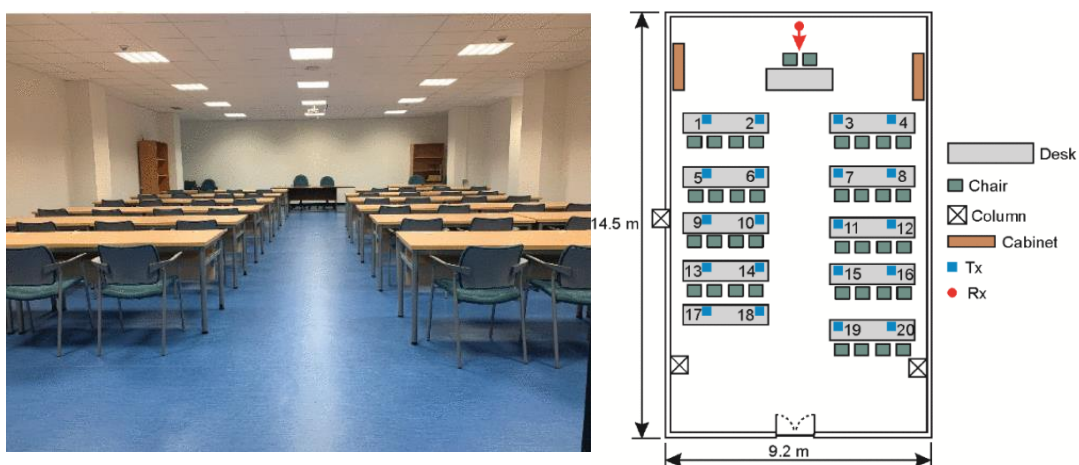 1 2 3 4
5 6 7 8
9 10 11 12
13 14 15 16
17 18 19 20
14.5 m
9.2 m
Desk
Chair
Column
Cabinet
Tx
Rx